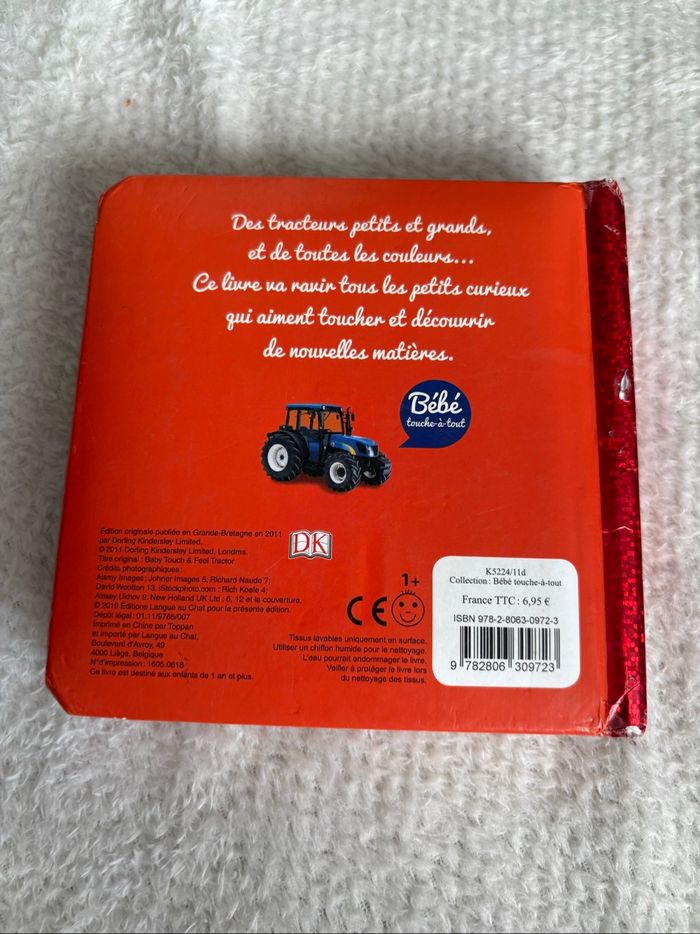 Des tracteurs petits et grands,
et de toutes les couleurs...
Ce livre va ravir tous les petits curieux
qui aiment toucher et découvrir
de nouvelles matières.
Bébé
touche-à-tout
Édition originale publiée en Grande-Bretagne en 2011
par Dorling Kindersley Limited.
© 2011 Dorling Kindersley Limited, Londres.
Titre original : Baby Touch & Feel Tractor
Crédits photographiques :
Alamy Images : Johner Images 5; Richard Naude 7;
David Wootton 13. iStockphoto.com : Rich Koele 4;
Alexey Ukhov 9. New Holland UK Ltd : 6, 12 et la couverture.
© 2019 Éditions Langue au Chat pour la présente édition.
Dépôt légal : 01.11/9766/007
Imprimé en Chine par Toppan
et importé par Langue au Chat,
Boulevard d'Avroy, 49
4000 Liège, Belgique
N° d'impression : 1605.0618
Ce livre est destiné aux enfants de 1 an et plus.
DK
1+
CE
Tissus lavables uniquement en surface.
Utiliser un chiffon humide pour le nettoyage.
L'eau pourrait endommager le livre.
Veiller à protéger le livre lors
du nettoyage des tissus.
K5224/11d
Collection : Bébé touche-à-tout
France TTC : 6,95 €
ISBN 978-2-8063-0972-3
9 782806 309723